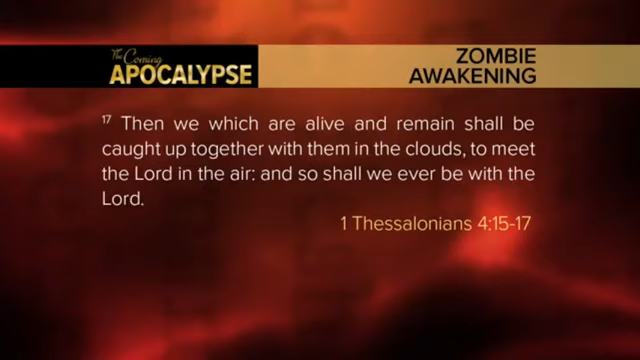 The Coming
APOCALYPSE
ZOMBIE
AWAKENING
17 Then we which are alive and remain shall be
caught up together with them in the clouds, to meet
the Lord in the air: and so shall we ever be with the
Lord.
1 Thessalonians 4:15-17